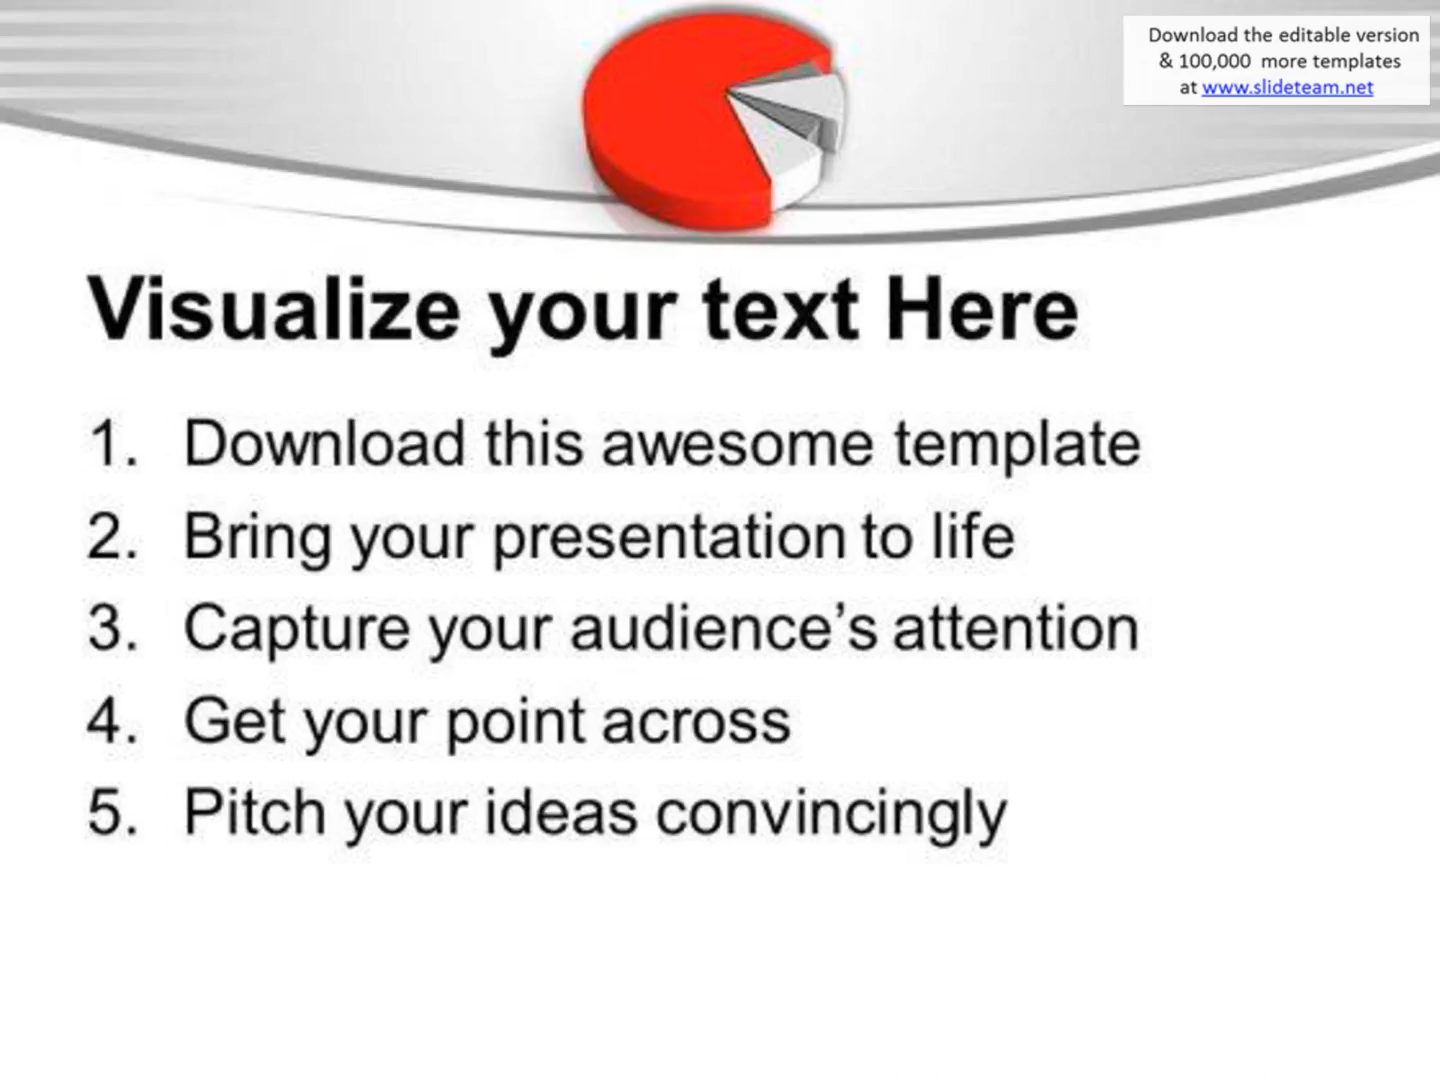 Download the editable version
& 100,000 more templates
at www.slideteam.net
Visualize your text Here
1. Download this awesome template
2. Bring your presentation to life
3. Capture your audience’s attention
4. Get your point across
5. Pitch your ideas convincingly